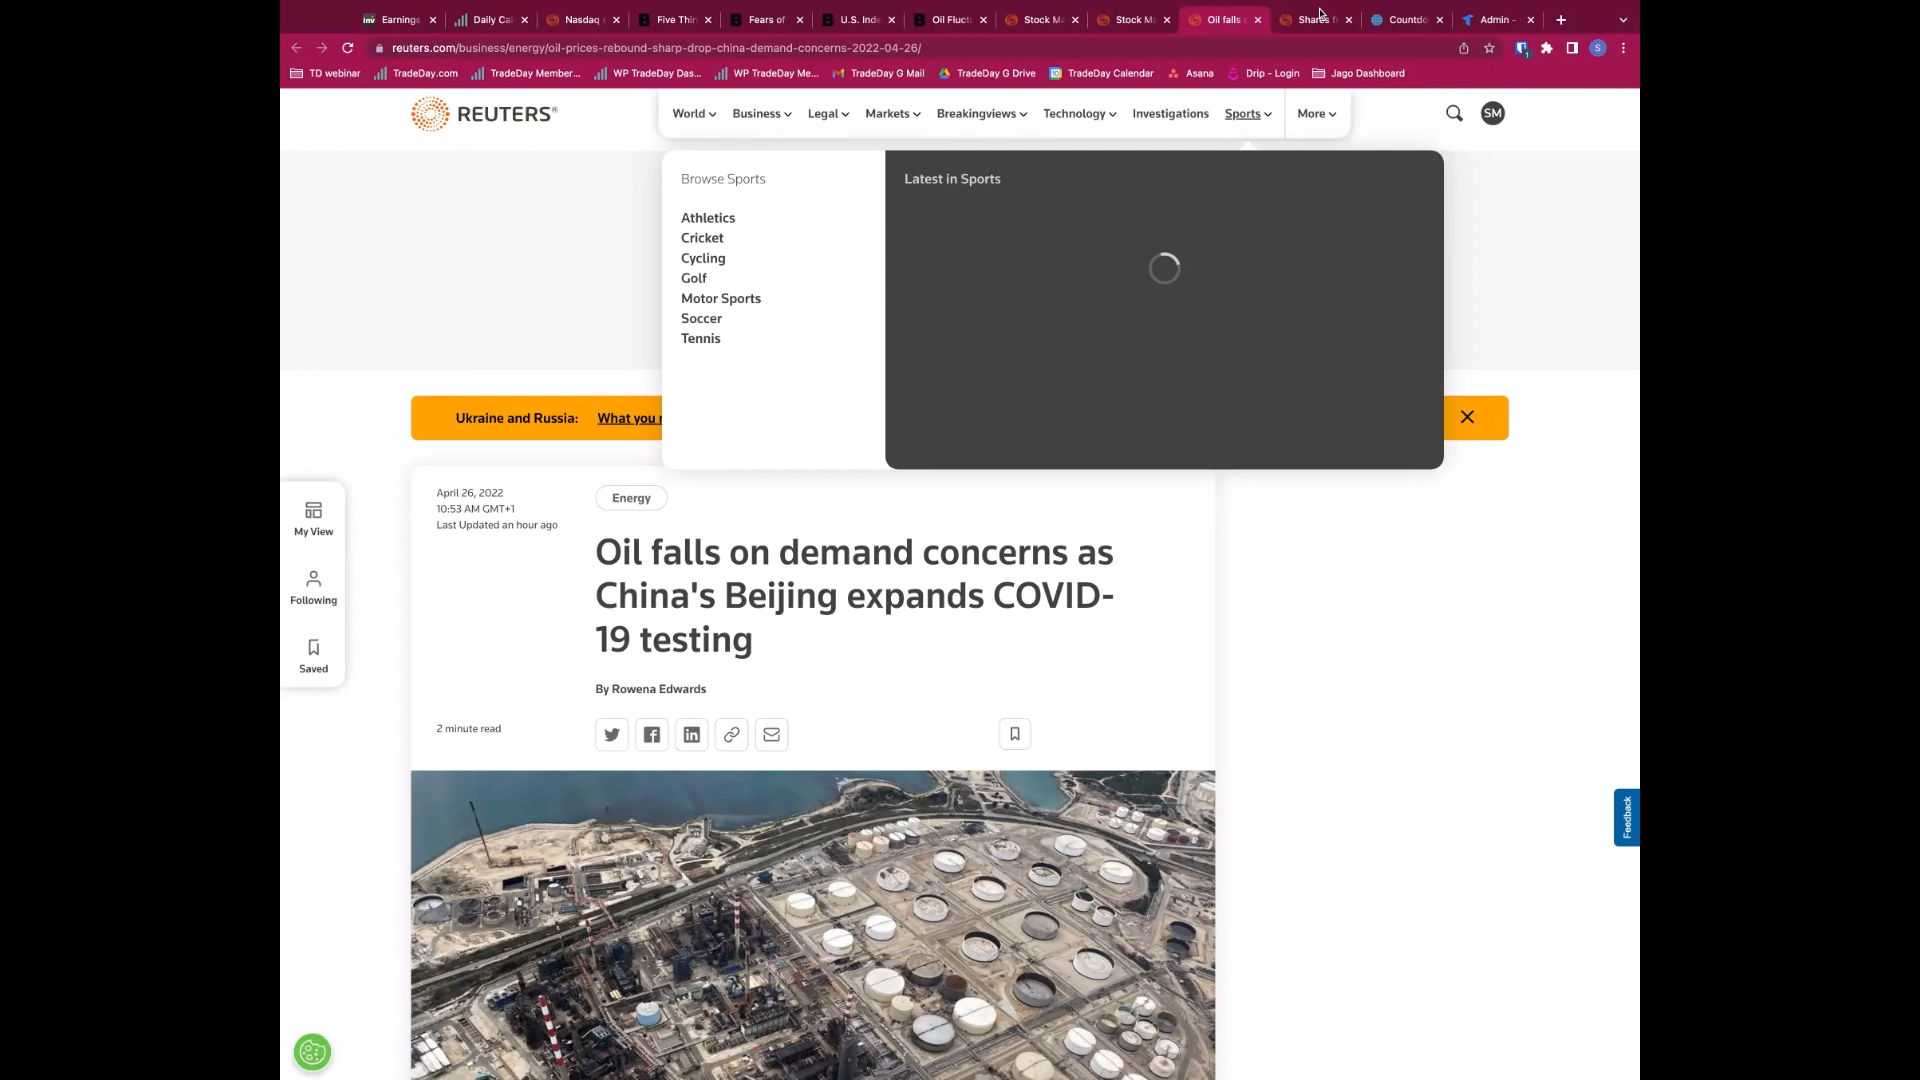 Earnings
Daily Cal
Nasdaq
Five Thin
Fears of
U.S. Inde
Oil Fluct
Stock Ma
Stock Ma
Oil falls
Shares fr
Countdo
Admin -
reuters.com/business/energy/oil-prices-rebound-sharp-drop-china-demand-concerns-2022-04-26/
TD webinar
TradeDay.com
TradeDay Member...
WP TradeDay Das...
WP TradeDay Me...
TradeDay G Mail
TradeDay G Drive
TradeDay Calendar
Asana
Drip - Login
Jago Dashboard
REUTERS®
World
Business
Legal
Markets
Breakingviews
Technology
Investigations
Sports
More
SM
Browse Sports
Latest in Sports
Athletics
Cricket
Cycling
Golf
Motor Sports
Soccer
Tennis
Ukraine and Russia: What you
My View
Following
Saved
April 26, 2022
10:53 AM GMT+1
Last Updated an hour ago
Energy
Oil falls on demand concerns as
China's Beijing expands COVID-
19 testing
By Rowena Edwards
2 minute read
Feedback